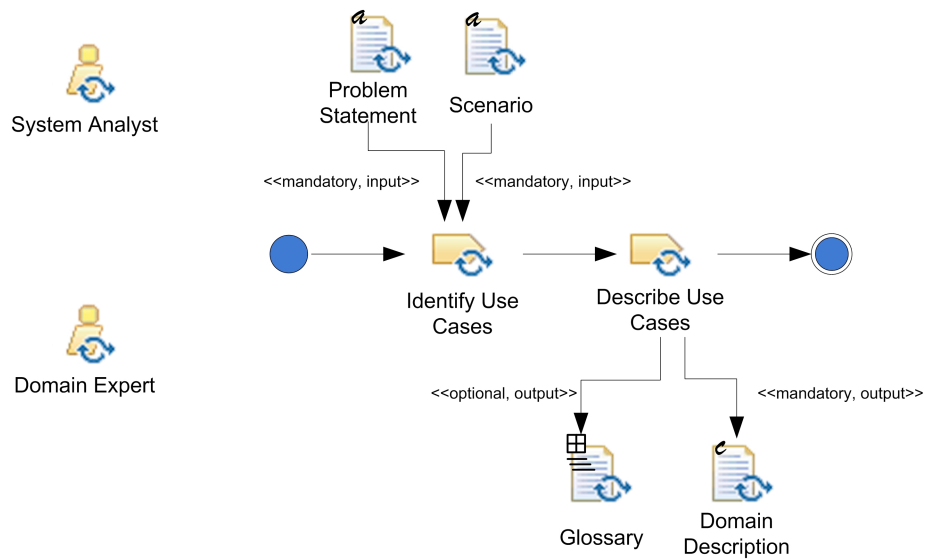 a
a
Problem
Statement
Scenario
System Analyst
<<mandatory, input>>
<<mandatory, input>>
Identify Use
Cases
Describe Use
Cases
Domain Expert
<<optional, output>>
<<mandatory, output>>
c
Glossary
Domain
Description